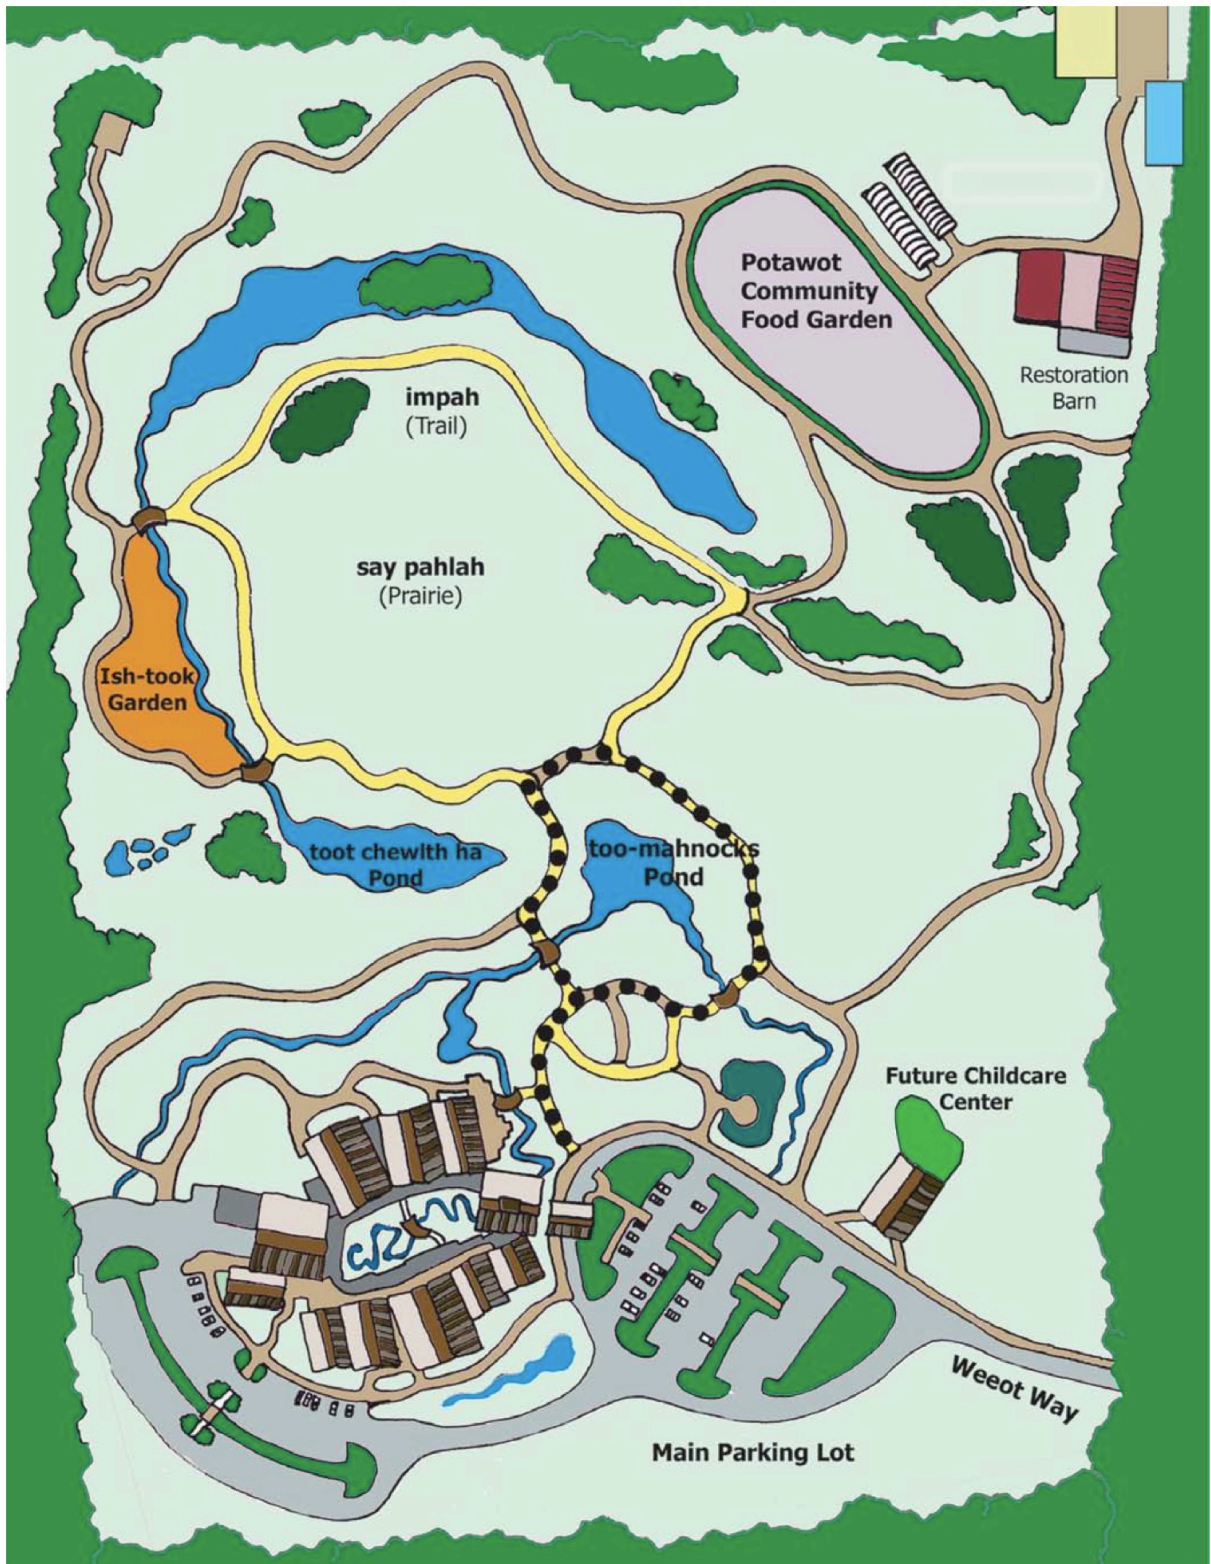 Potawot
Community
Food Garden
Restoration
Barn
impah
(Trail)
say pahlah
(Prairie)
Ish-took
Garden
toot chewlth ha
Pond
too-mahnocks
Pond
Future Childcare
Center
Weeot Way
Main Parking Lot